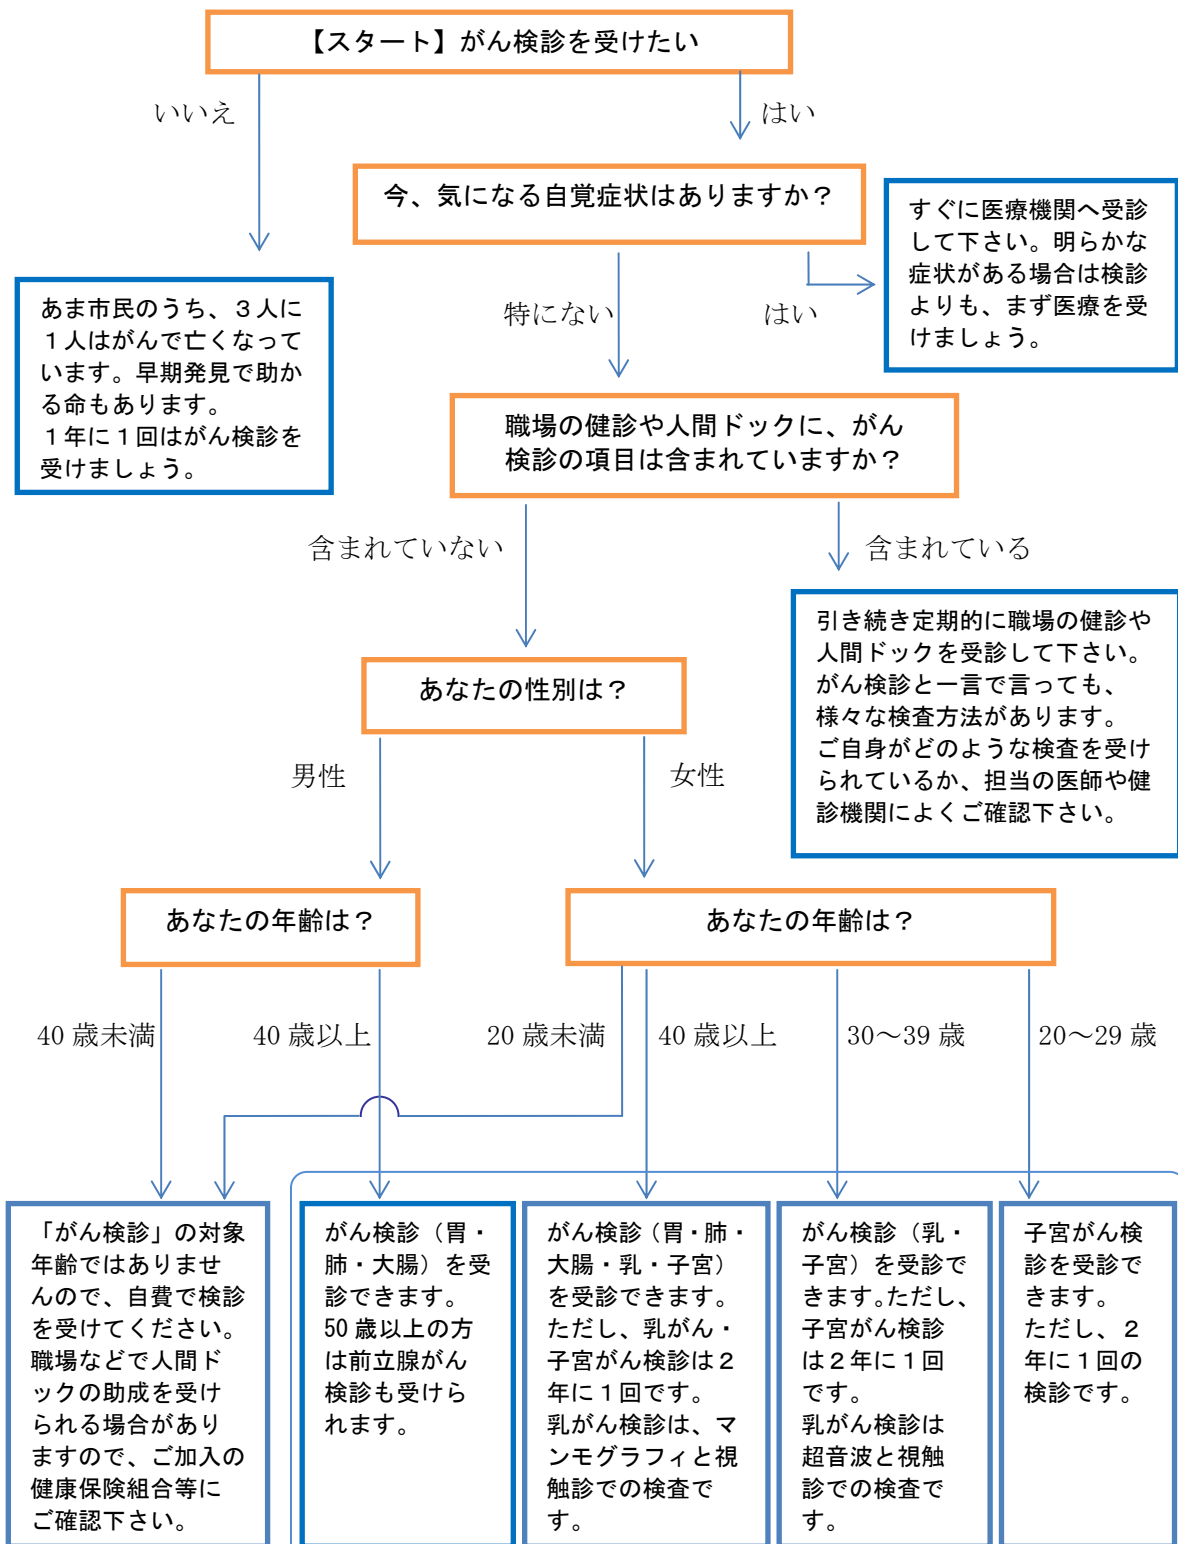 【スタート】がん検診を受けたい
いいえ
はい
今、気になる自覚症状はありますか？
すぐに医療機関へ受診
して下さい。明らかな
症状がある場合は検診
よりも、まず医療を受
けましょう。
あま市民のうち、３人に
１人はがんで亡くなって
います。早期発見で助か
る命もあります。
１年に１回はがん検診を
受けましょう。
特にない
はい
職場の健診や人間ドックに、がん
検診の項目は含まれていますか？
含まれていない
含まれている
引き続き定期的に職場の健診や
人間ドックを受診して下さい。
がん検診と一言で言っても、
様々な検査方法があります。
ご自身がどのような検査を受け
られているか、担当の医師や健
診機関によくご確認下さい。
あなたの性別は？
男性
女性
あなたの年齢は？
あなたの年齢は？
40 歳未満
40 歳以上
20 歳未満
40 歳以上
30～39 歳
20～29 歳
「がん検診」の対象
年齢ではありませ
んので、自費で検診
を受けてください。
職場などで人間ド
ックの助成を受け
られる場合があり
ますので、ご加入の
健康保険組合等に
ご確認下さい。
がん検診（胃・
肺・大腸）を受
診できます。
50 歳以上の方
は前立腺がん
検診も受けら
れます。
がん検診（胃・肺・
大腸・乳・子宮）
を受診できます。
ただし、乳がん・
子宮がん検診は２
年に１回です。
乳がん検診は、マ
ンモグラフィと視
触診での検査で
す。
がん検診（乳・
子宮）を受診で
きます。ただし、
子宮がん検診
は２年に１回
です。
乳がん検診は
超音波と視触
診での検査で
す。
子宮がん検
診を受診で
きます。
ただし、２
年に１回の
検診です。